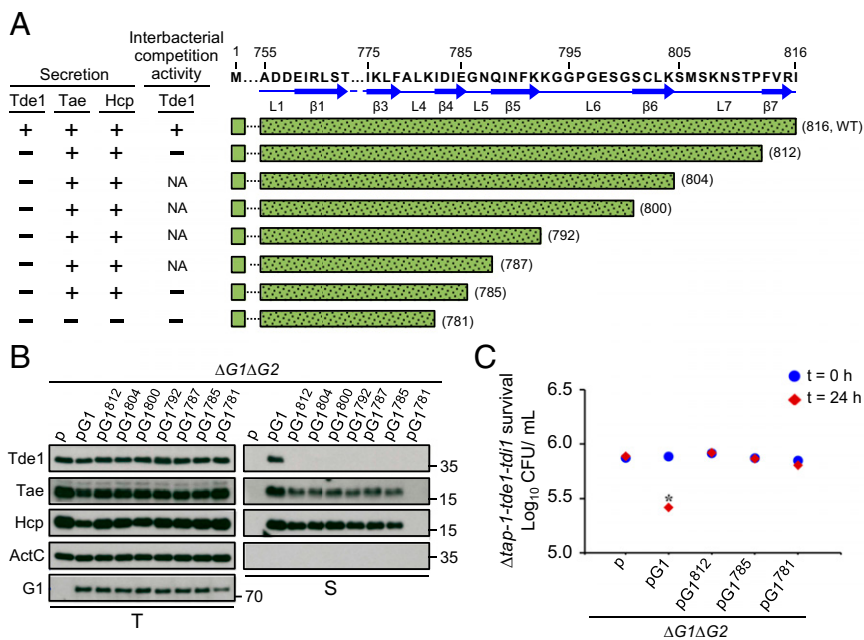 A
Interbacterial
competition
activity
Secretion
Tde1 Tae Hcp Tde1
1 755 775 785 795 805 816
M...ADDEIRLST...IKLFALKIDIEGNQINFKKGGPGESGSCLKSMSKNSTPFVRI
L1 β1 β3 L4 β4 L5 β5 L6 β6 L7 β7
+ + + + (816, WT)
− + + − (812)
− + + NA (804)
− + + NA (800)
− + + NA (792)
− + + NA (787)
− + + − (785)
− − − − (781)
B
ΔG1ΔG2
p pG1 pG1⁸¹² pG1⁸⁰⁴ pG1⁸⁰⁰ pG1⁷⁹² pG1⁷⁸⁷ pG1⁷⁸⁵ pG1⁷⁸¹ p pG1 pG1⁸¹² pG1⁸⁰⁴ pG1⁸⁰⁰ pG1⁷⁹² pG1⁷⁸⁷ pG1⁷⁸⁵ pG1⁷⁸¹
Tde1 35
Tae 15
Hcp 15
ActC 35
G1 70
T S
C
t = 0 h
t = 24 h
Δtap-1-tde1-tdi1 survival
Log₁₀ CFU/ mL
6.5
6.0
5.5
5.0
*
p pG1 pG1⁸¹² pG1⁷⁸⁵ pG1⁷⁸¹
ΔG1ΔG2